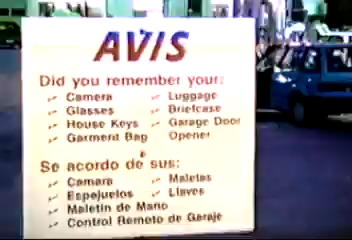 AVIS
Did you remember your:
Camera Luggage
Glasses Briefcase
House Keys Garage Door
Garment Bag Opener
Se acordo de sus:
Camara Maletas
Espejuelos Llaves
Maletin de Mano
Control Remoto de Garaje